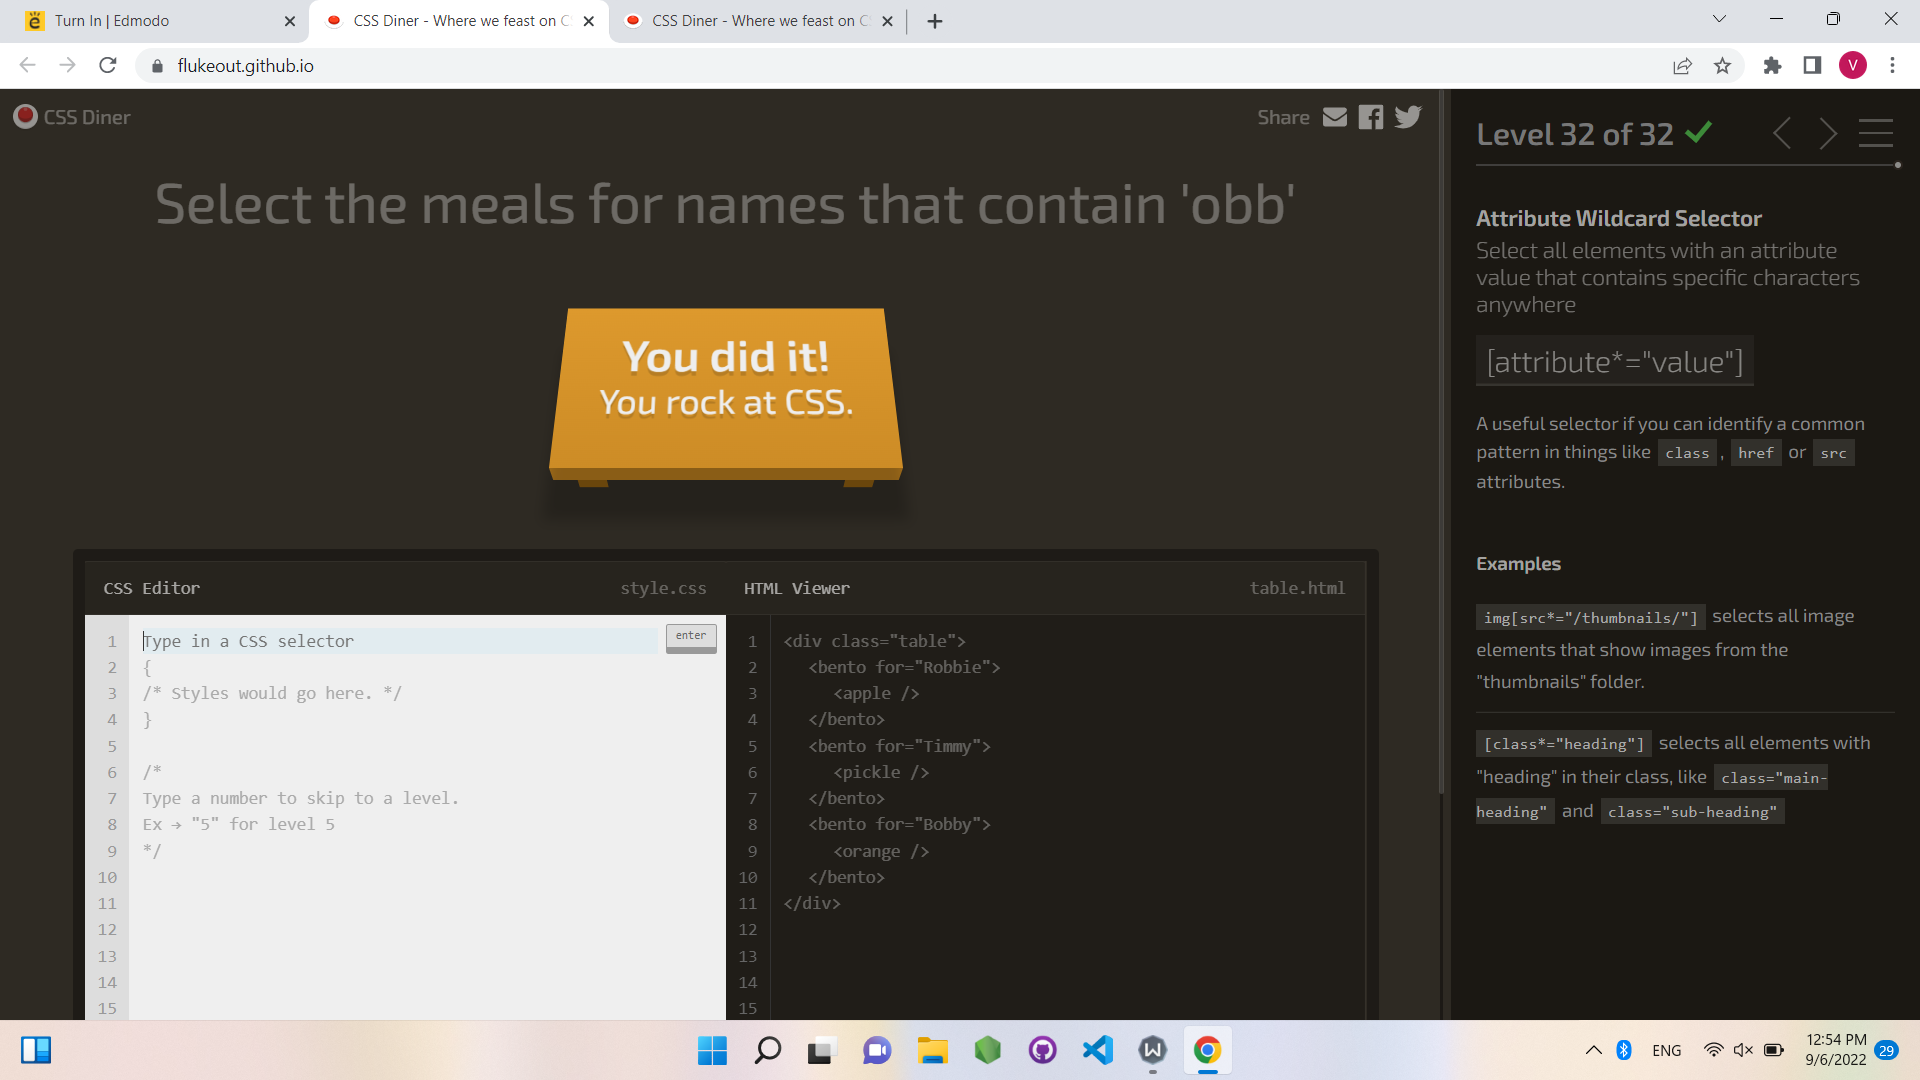 Turn In | Edmodo
CSS Diner - Where we feast on C
CSS Diner - Where we feast on C
flukeout.github.io
V
CSS Diner
Share
Level 32 of 32
Select the meals for names that contain 'obb'
You did it!
You rock at CSS.
CSS Editor
style.css
HTML Viewer
table.html
1 Type in a CSS selector
enter
2 {
3 /* Styles would go here. */
4 }
5
6 /*
7 Type a number to skip to a level.
8 Ex → "5" for level 5
9 */
10
11
12
13
14
15
1 <div class="table">
2 <bento for="Robbie">
3 <apple />
4 </bento>
5 <bento for="Timmy">
6 <pickle />
7 </bento>
8 <bento for="Bobby">
9 <orange />
10 </bento>
11 </div>
12
13
14
15
Attribute Wildcard Selector
Select all elements with an attribute
value that contains specific characters
anywhere
[attribute*="value"]
A useful selector if you can identify a common
pattern in things like class , href or src
attributes.
Examples
img[src*="/thumbnails/"] selects all image
elements that show images from the
"thumbnails" folder.
[class*="heading"] selects all elements with
"heading" in their class, like class="main-
heading" and class="sub-heading"
W
ENG
12:54 PM
9/6/2022
29